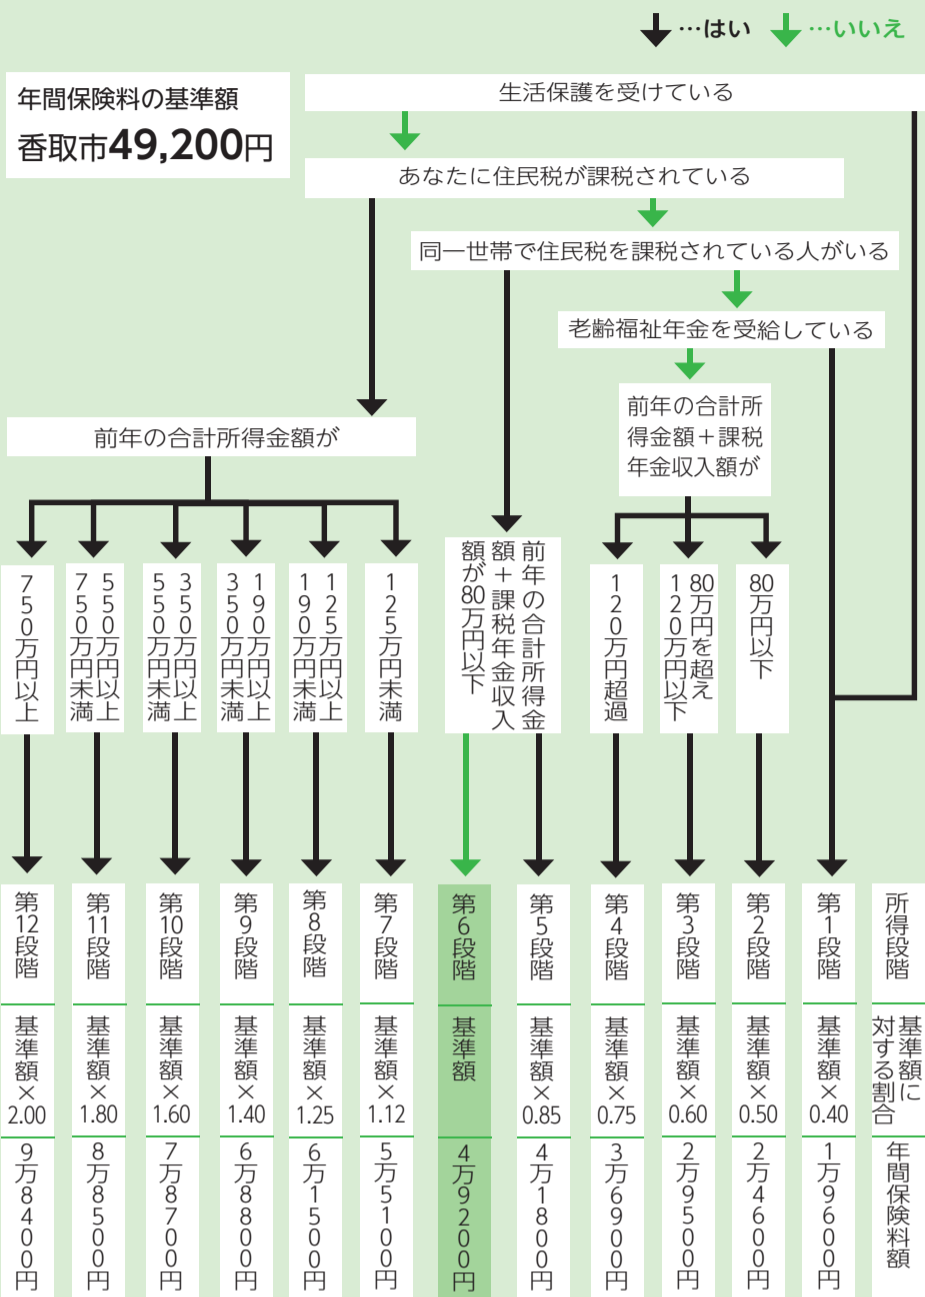 …はい
…いいえ
年間保険料の基準額
香取市49,200円
生活保護を受けている
あなたに住民税が課税されている
同一世帯で住民税を課税されている人がいる
老齢福祉年金を受給している
前年の合計所
得金額＋課税
年金収入額が
前年の合計所得金額が
80万円以下
80万円を超え
120万円以下
120万円超過
前年の合計所得金
額＋課税年金収入
額が80万円以下
125万円未満
125万円以上
190万円未満
190万円以上
350万円未満
350万円以上
550万円未満
550万円以上
750万円未満
750万円以上
所得段階
基準額に
対する割合
年間保険料額
第1段階
基準額×
0.40
1万9600円
第2段階
基準額×
0.50
2万4600円
第3段階
基準額×
0.60
2万9500円
第4段階
基準額×
0.75
3万6900円
第5段階
基準額×
0.85
4万1800円
第6段階
基準額
4万9200円
第7段階
基準額×
1.12
5万5100円
第8段階
基準額×
1.25
6万1500円
第9段階
基準額×
1.40
6万8800円
第10段階
基準額×
1.60
7万8700円
第11段階
基準額×
1.80
8万8500円
第12段階
基準額×
2.00
9万8400円